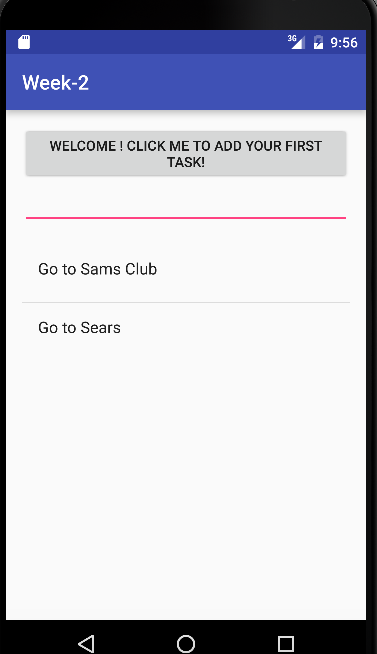 3G 9:56
Week-2
WELCOME ! CLICK ME TO ADD YOUR FIRST
TASK!
Go to Sams Club
Go to Sears